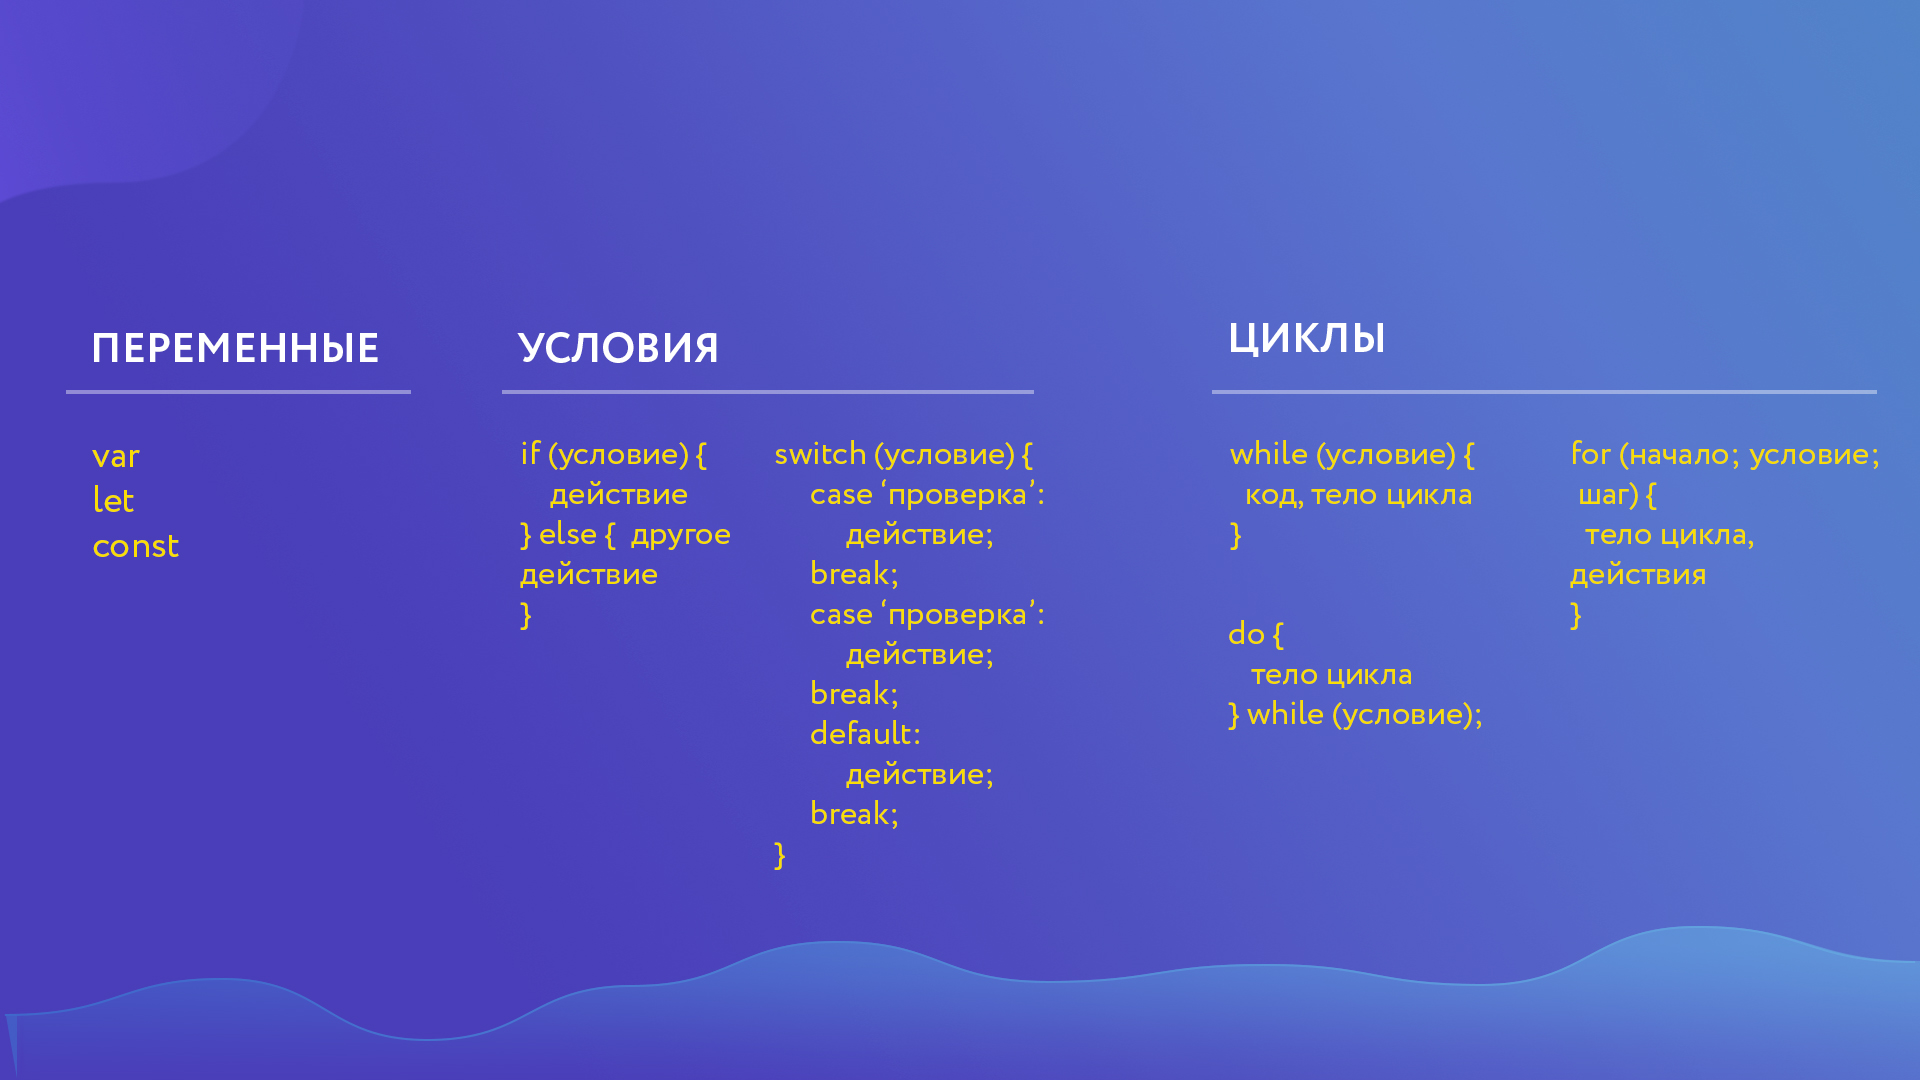 ПЕРЕМЕННЫЕ
var
let
const
УСЛОВИЯ
if (условие) {
действие
} else {  другое
действие
}
switch (условие) {
case ‘проверка’:
действие;
break;
case ‘проверка’:
действие;
break;
default:
действие;
break;
}
ЦИКЛЫ
while (условие) {
код, тело цикла
}
do {
тело цикла
} while (условие);
for (начало; условие;
шаг) {
тело цикла,
действия
}